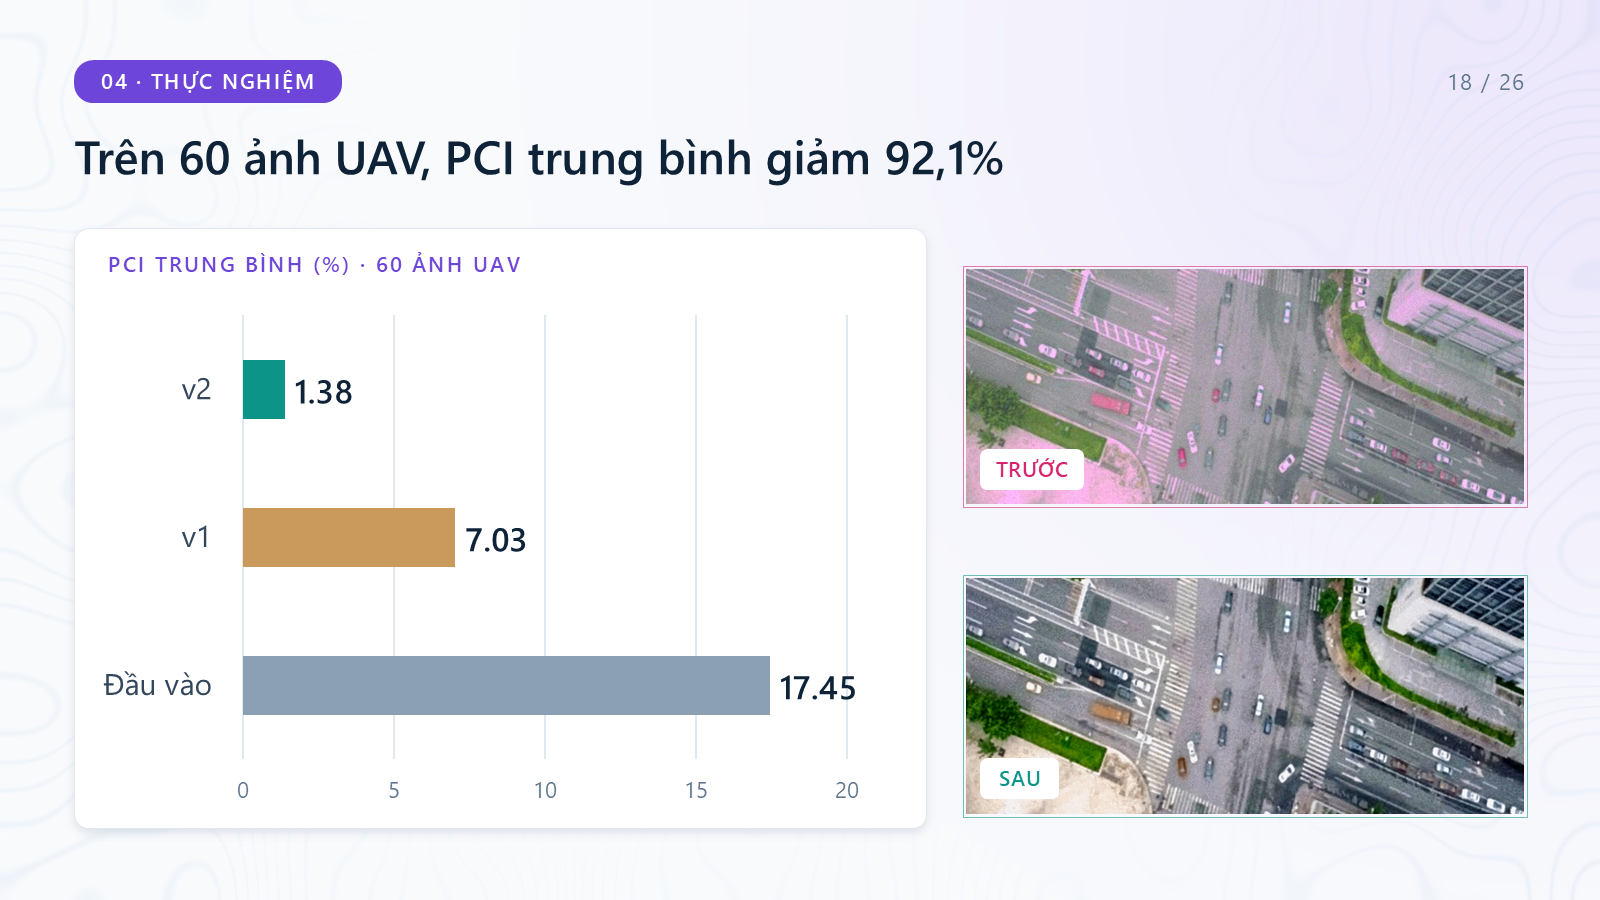 04 · THỰC NGHIỆM
18 / 26
Trên 60 ảnh UAV, PCI trung bình giảm 92,1%
PCI TRUNG BÌNH (%) · 60 ẢNH UAV
v2
1.38
v1
7.03
Đầu vào
17.45
0
5
10
15
20
TRƯỚC
SAU